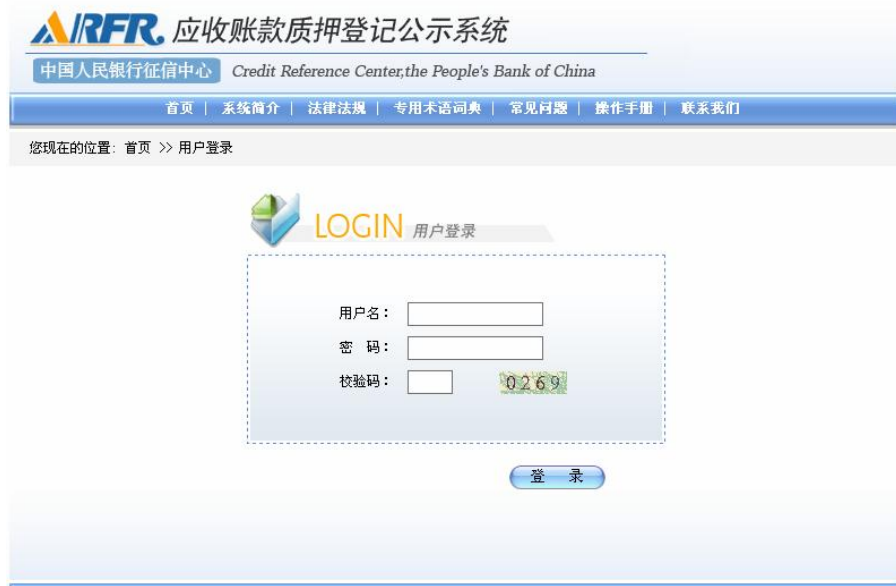 ARFR. 应收账款质押登记公示系统
中国人民银行征信中心 Credit Reference Center,the People's Bank of China
首页 | 系统简介 | 法律法规 | 专用术语词典 | 常见问题 | 操作手册 | 联系我们
您现在的位置：首页 >> 用户登录
LOGIN 用户登录
用户名：
密 码：
校验码： 0269
登 录